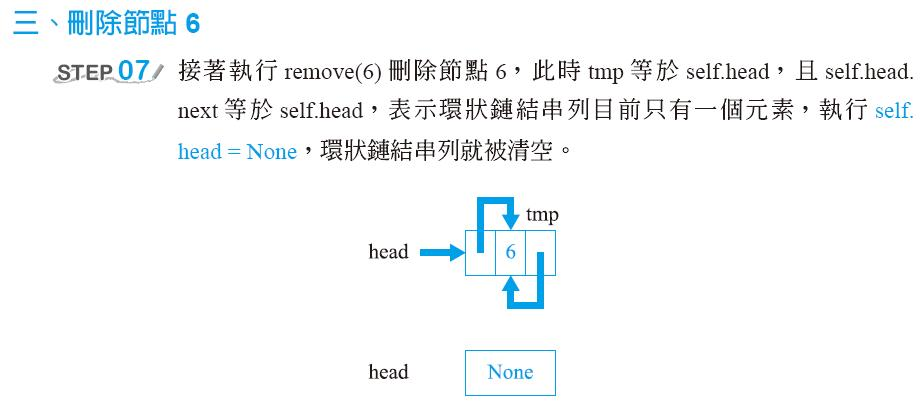 三、刪除節點 6
STEP 07 接著執行 remove(6) 刪除節點 6，此時 tmp 等於 self.head，且 self.head.
next 等於 self.head，表示環狀鏈結串列目前只有一個元素，執行 self.
head = None，環狀鏈結串列就被清空。
tmp
head 6
head None